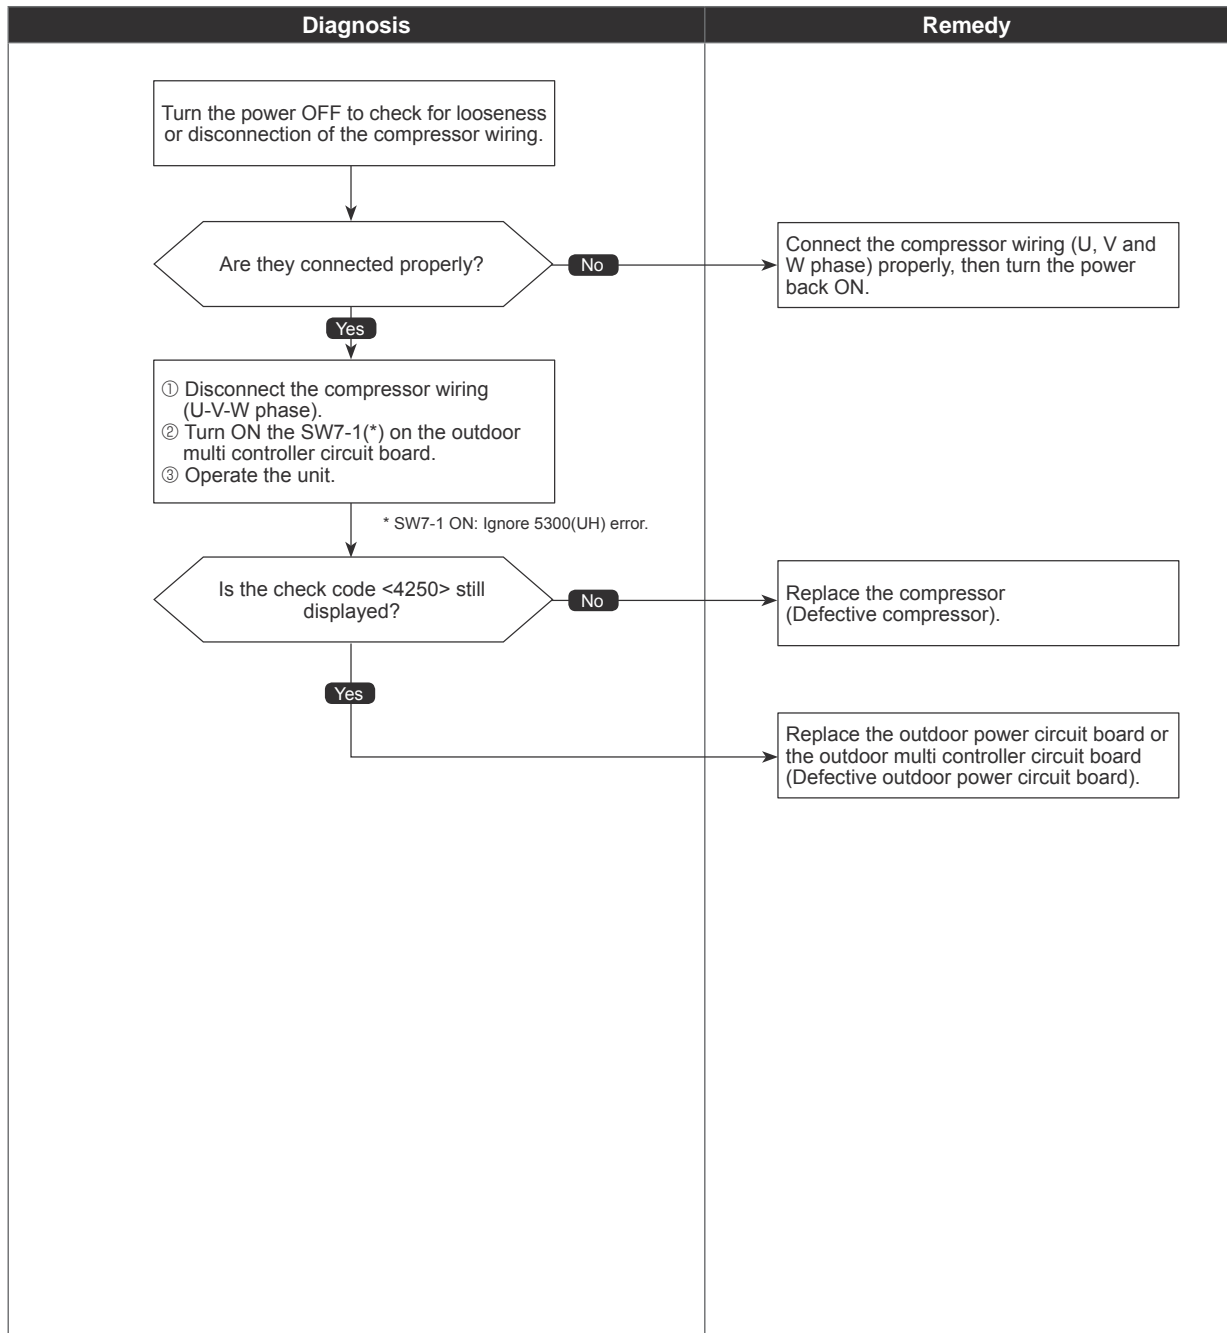 Diagnosis
Remedy
Turn the power OFF to check for looseness
or disconnection of the compressor wiring.
Are they connected properly?
No
Connect the compressor wiring (U, V and
W phase) properly, then turn the power
back ON.
Yes
① Disconnect the compressor wiring
(U-V-W phase).
② Turn ON the SW7-1(*) on the outdoor
multi controller circuit board.
③ Operate the unit.
* SW7-1 ON: Ignore 5300(UH) error.
Is the check code <4250> still
displayed?
No
Replace the compressor
(Defective compressor).
Yes
Replace the outdoor power circuit board or
the outdoor multi controller circuit board
(Defective outdoor power circuit board).